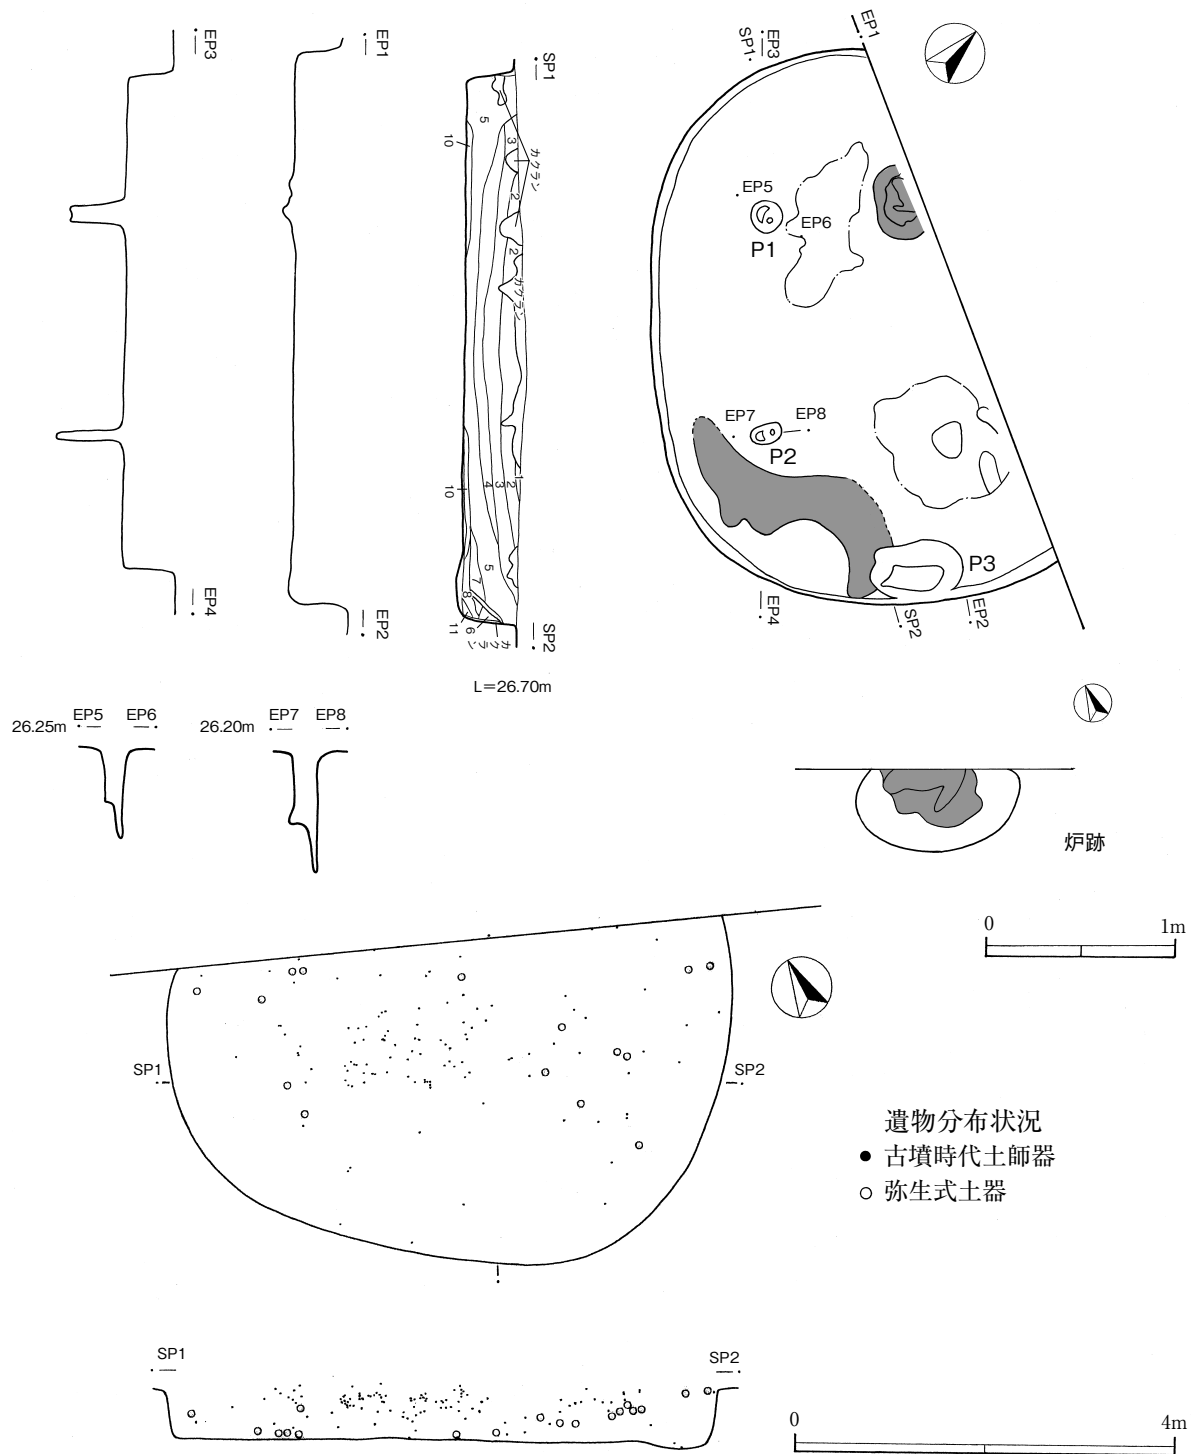 EP3
EP1
SP1
EP3
SP1
EP1
5
10
3
カクラン
2
2
カクラン
EP5
P1
EP6
EP7
EP8
P2
1
10
4
3
2
5
7
8
11
6
カクラン
P3
EP4
EP2
SP2
EP4
SP2
EP2
L=26.70m
26.25m
EP5
EP6
26.20m
EP7
EP8
炉跡
0
1m
SP1
SP2
遺物分布状況
● 古墳時代土師器
○ 弥生式土器
SP1
SP2
0
4m